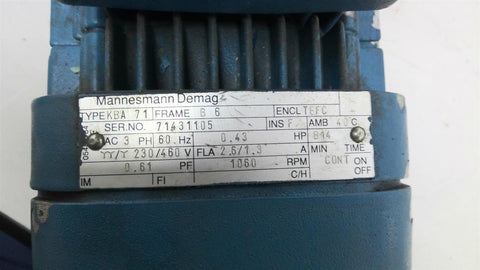 Mannesmann Demag
TYPE KBA 71 FRAME B 6 ENCL TEFC
SER.NO. 71431105 INS F AMB 40°C
AC 3 PH 60 Hz 0.43 HP B14
230/460 V FLA 2.6/1.3 A MIN TIME
0.61 PF 1060 RPM CONT ON
IM FI C/H OFF